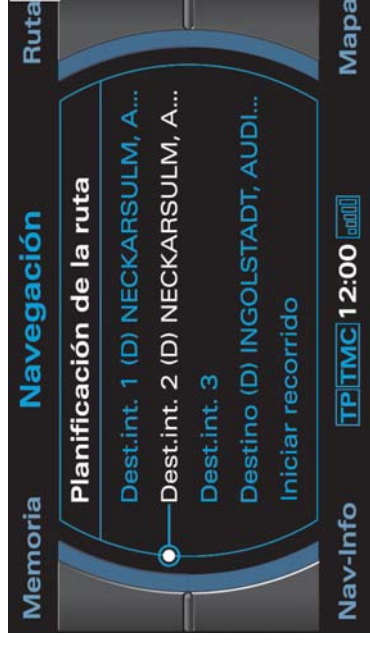 Memoria Navegación Ruta
Planificación de la ruta
Dest.int. 1 (D) NECKARSULM, A...
Dest.int. 2 (D) NECKARSULM, A...
Dest.int. 3
Destino (D) INGOLSTADT, AUDI...
Iniciar recorrido
Nav-Info TP TMC 12:00 Mapa